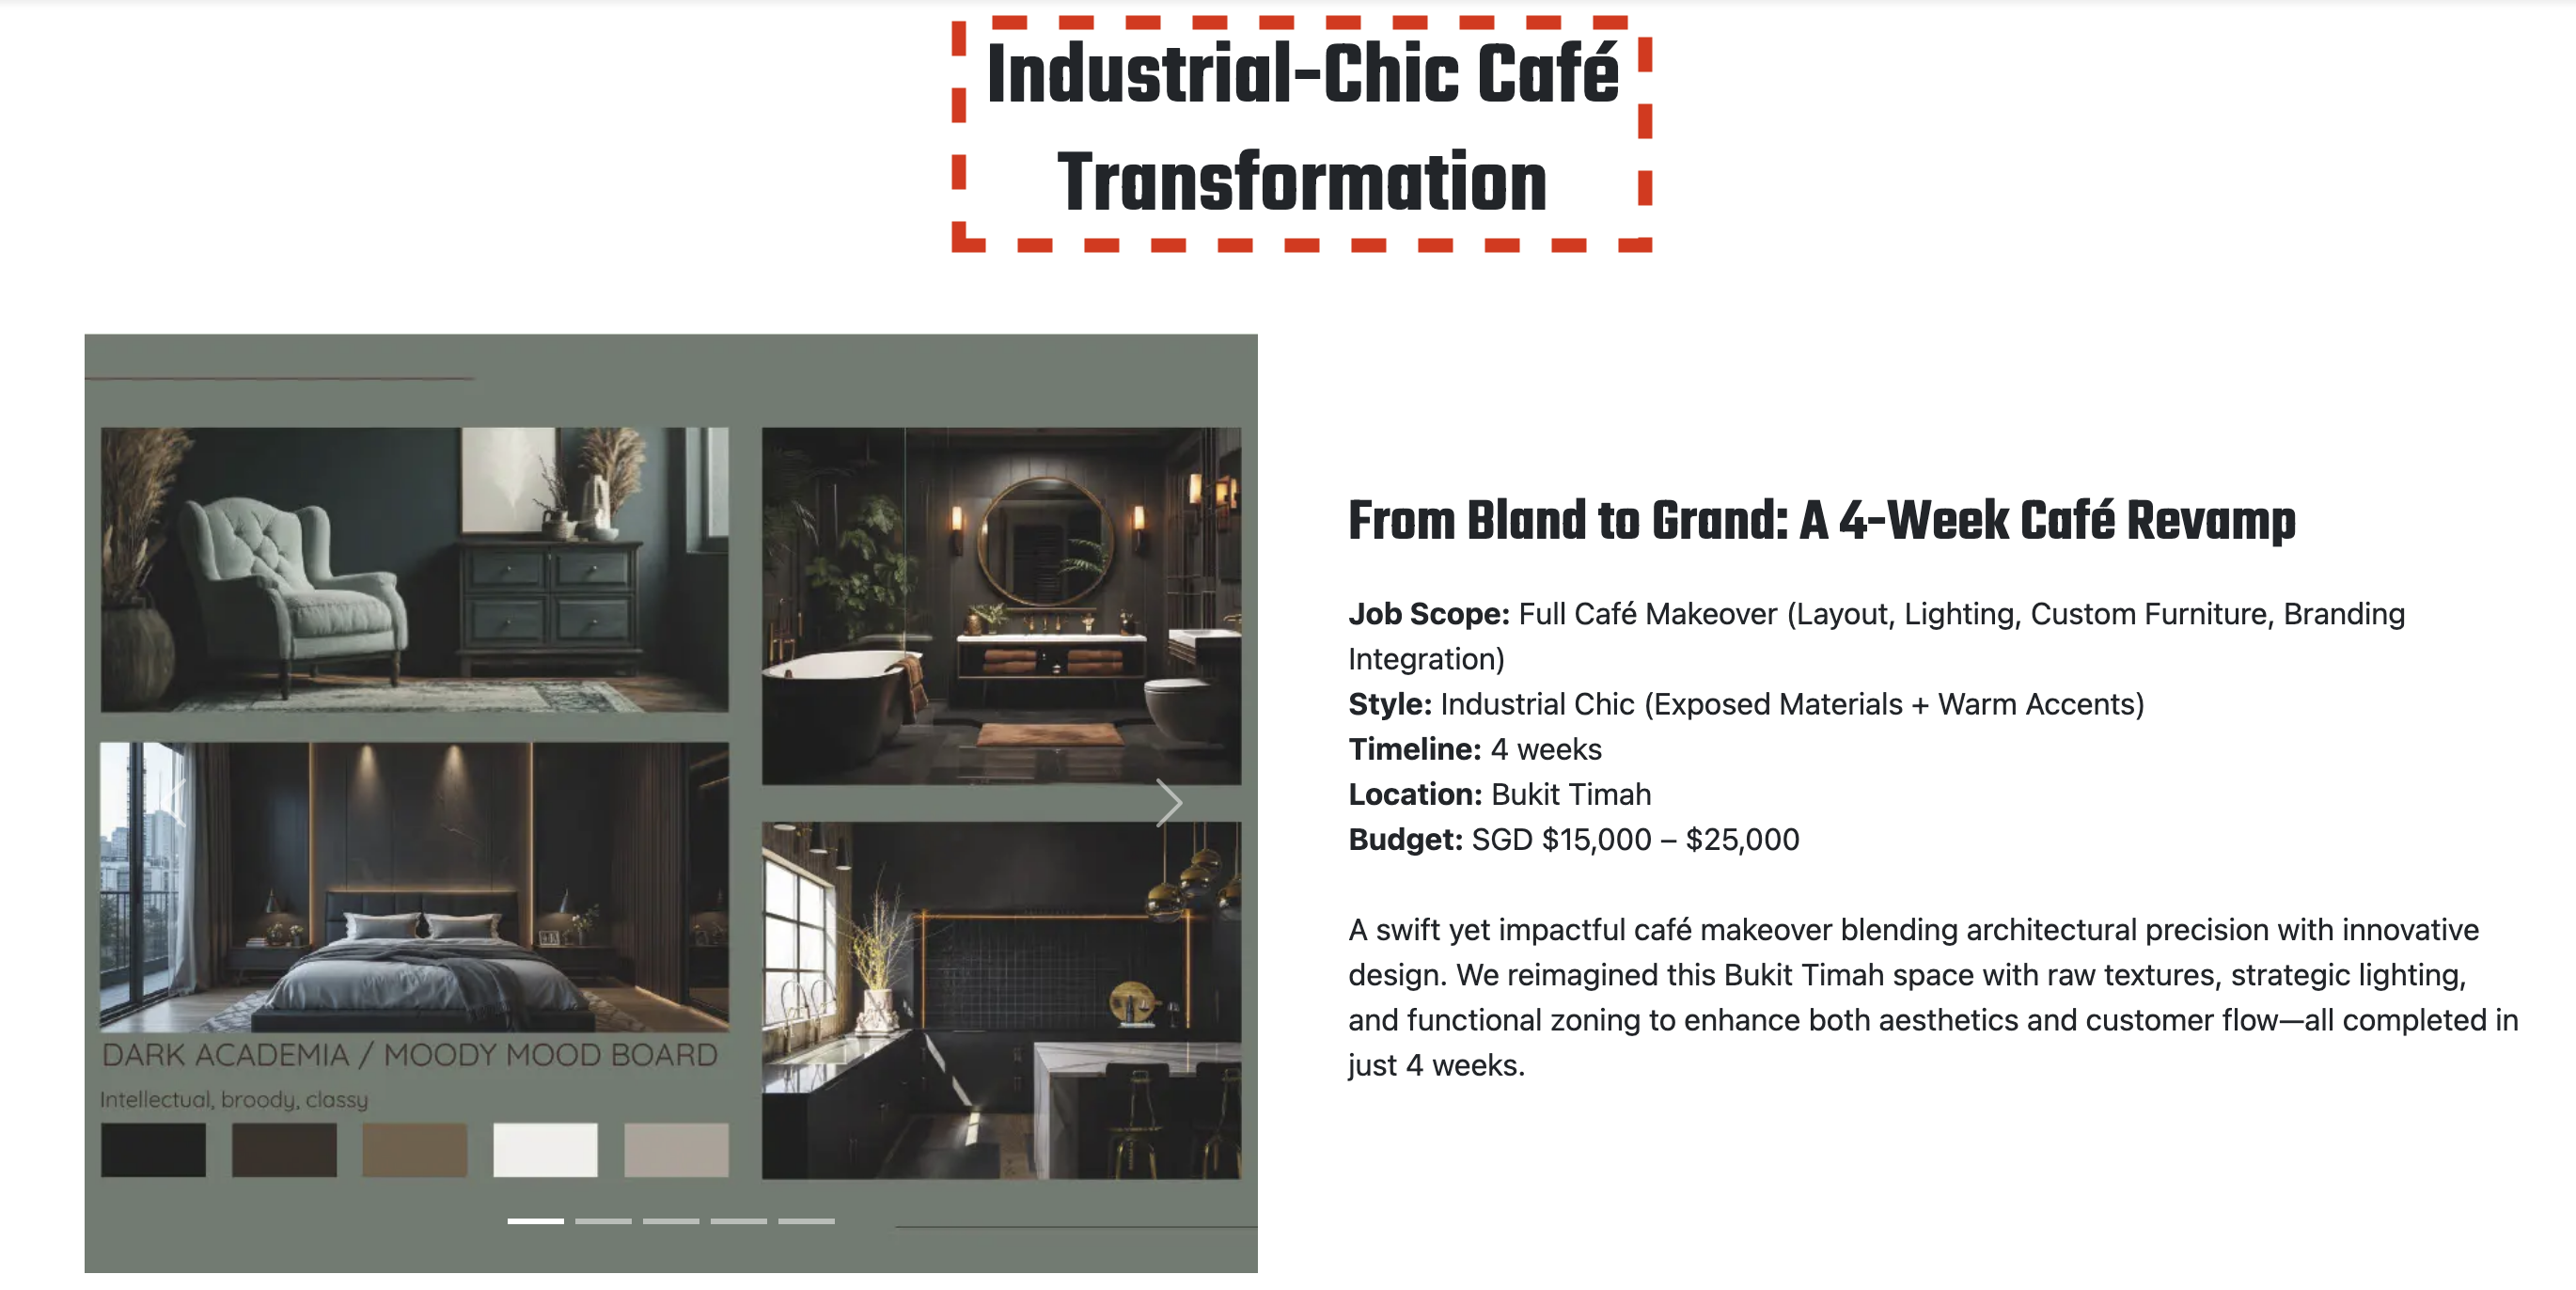 Industrial-Chic Café
Transformation
DARK ACADEMIA / MOODY MOOD BOARD
Intellectual, broody, classy
From Bland to Grand: A 4-Week Café Revamp
Job Scope: Full Café Makeover (Layout, Lighting, Custom Furniture, Branding
Integration)
Style: Industrial Chic (Exposed Materials + Warm Accents)
Timeline: 4 weeks
Location: Bukit Timah
Budget: SGD $15,000 – $25,000
A swift yet impactful café makeover blending architectural precision with innovative
design. We reimagined this Bukit Timah space with raw textures, strategic lighting,
and functional zoning to enhance both aesthetics and customer flow—all completed in
just 4 weeks.